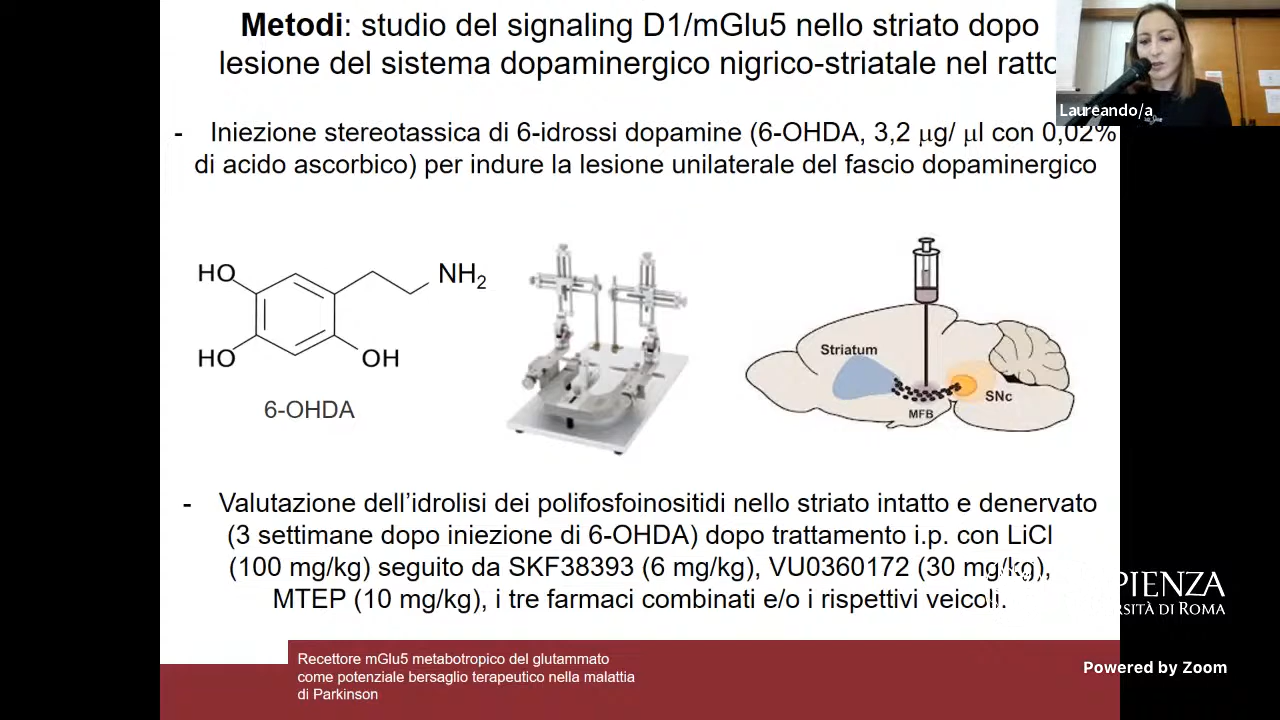 Metodi: studio del signaling D1/mGlu5 nello striato dopo
lesione del sistema dopaminergico nigrico-striatale nel ratto
Laureando/a
- Iniezione stereotassica di 6-idrossi dopamine (6-OHDA, 3,2 µg/ µl con 0,02%
di acido ascorbico) per indure la lesione unilaterale del fascio dopaminergico
HO
NH2
HO
OH
6-OHDA
Striatum
SNc
MFB
- Valutazione dell'idrolisi dei polifosfoinositidi nello striato intatto e denervato
(3 settimane dopo iniezione di 6-OHDA) dopo trattamento i.p. con LiCl
(100 mg/kg) seguito da SKF38393 (6 mg/kg), VU0360172 (30 mg/kg),
MTEP (10 mg/kg), i tre farmaci combinati e/o i rispettivi veicoli.
PIENZA
RSITÀ DI ROMA
Recettore mGlu5 metabotropico del glutammato
come potenziale bersaglio terapeutico nella malattia
di Parkinson
Powered by Zoom